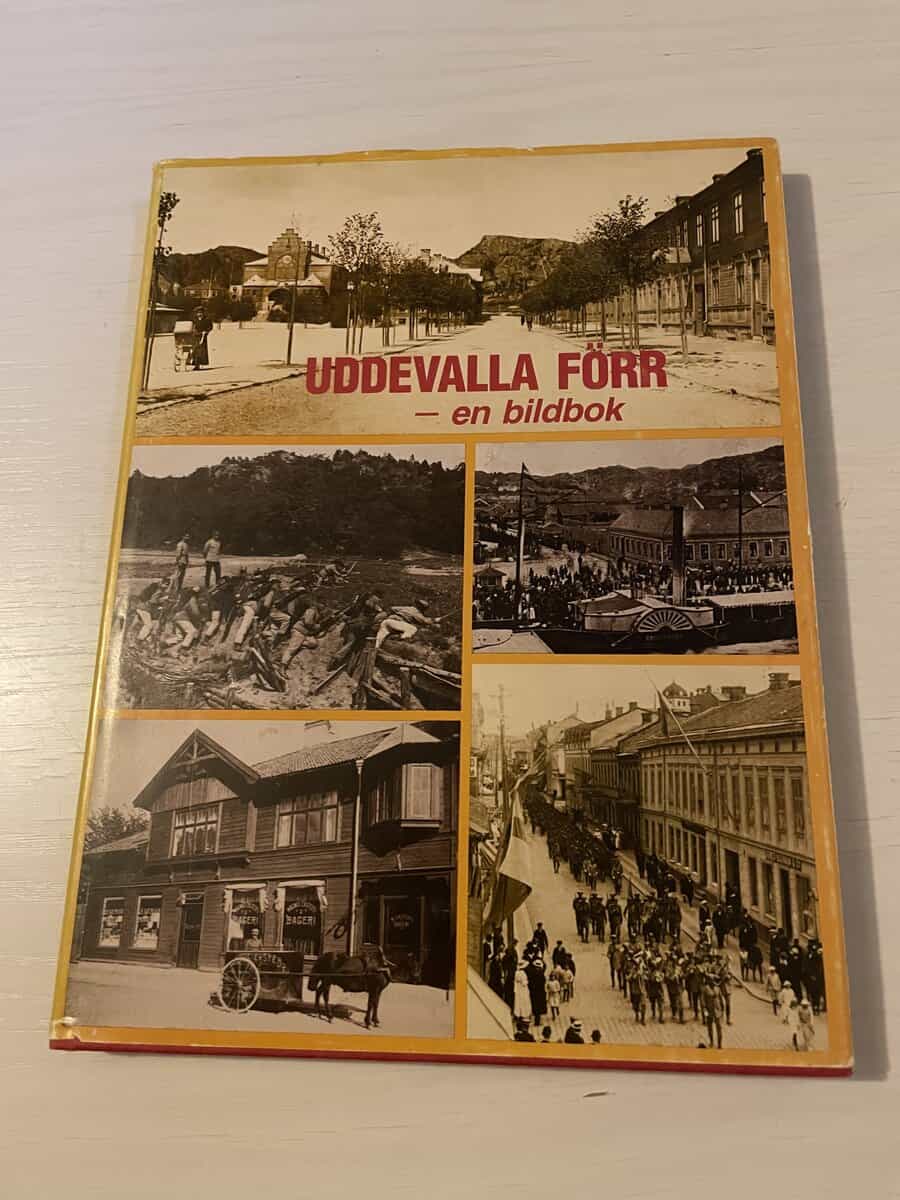 UDDEVALLA FÖRR
– en bildbok
BAGERI